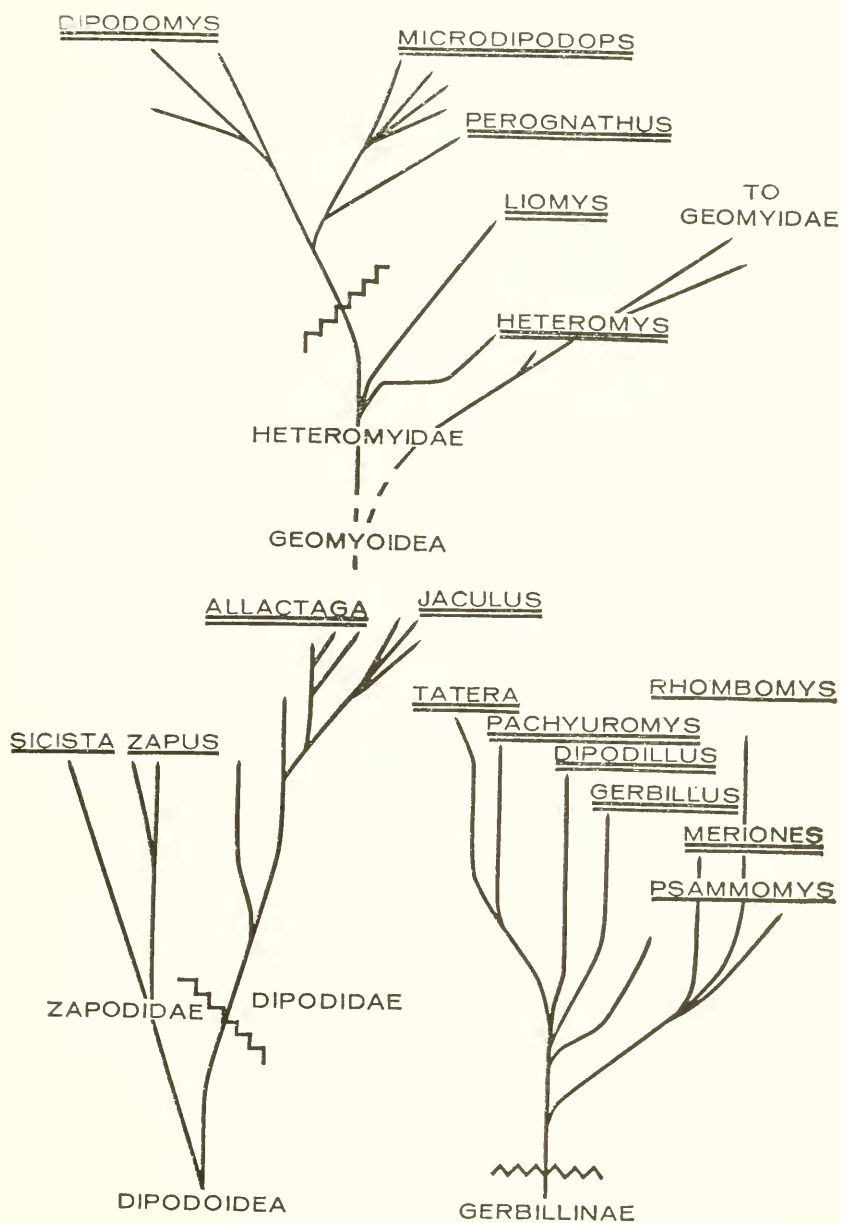 DIPODOMYS
MICRODIPODOPS
PEROGNATHUS
LIOMYS
TO
GEOMYIDAE
HETEROMYS
HETEROMYIDAE
GEOMYOIDEA
ALLACTAGA
JACULUS
SICISTA
ZAPUS
ZAPODIDAE
DIPODIDAE
DIPODOIDEA
TATERA
PACHYUROMYS
DIPODILLUS
GERBILLUS
RHOMBOMYS
MERIONES
PSAMMOMYS
GERBILLINAE